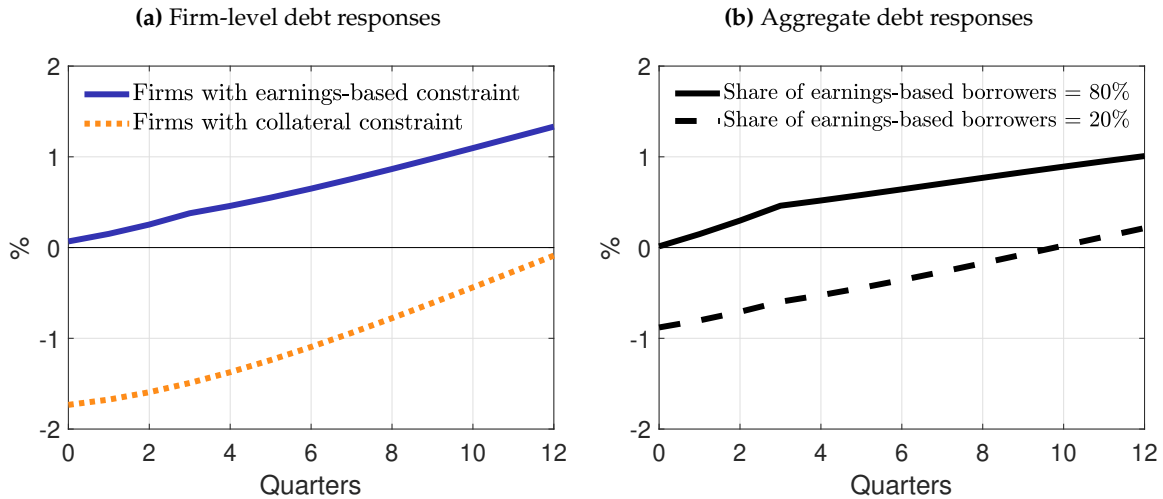 (a) Firm-level debt responses
2
1
0
-1
-2
%
Firms with earnings-based constraint
Firms with collateral constraint
0 2 4 6 8 10 12
Quarters
(b) Aggregate debt responses
2
1
0
-1
-2
%
Share of earnings-based borrowers = 80%
Share of earnings-based borrowers = 20%
0 2 4 6 8 10 12
Quarters